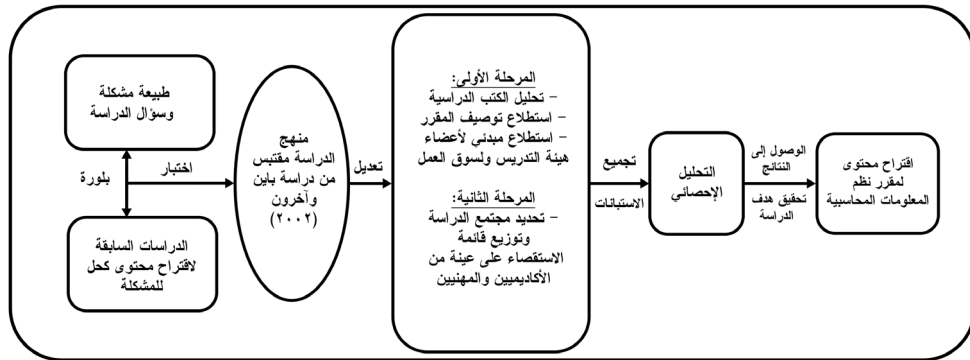 طبيعة مشكلة
وسؤال الدراسة
بلورة
اختبار
الدراسات السابقة
لاقتراح محتوى كحل
للمشكلة
منهج
الدراسة مقتبس
من دراسة باين
وآخرون
(٢٠٠٢)
تعديل
المرحلة الأولى:
- تحليل الكتب الدراسية
- استطلاع توصيف المقرر
- استطلاع مبدئي لأعضاء
هيئة التدريس ولسوق العمل
المرحلة الثانية:
- تحديد مجتمع الدراسة
وتوزيع قائمة
الاستقصاء على عينة من
الأكاديميين والمهنيين
تجميع
الاستبانات
التحليل
الإحصائي
الوصول إلى
النتائج
تحقيق هدف
الدراسة
اقتراح محتوى
لمقرر نظم
المعلومات المحاسبية